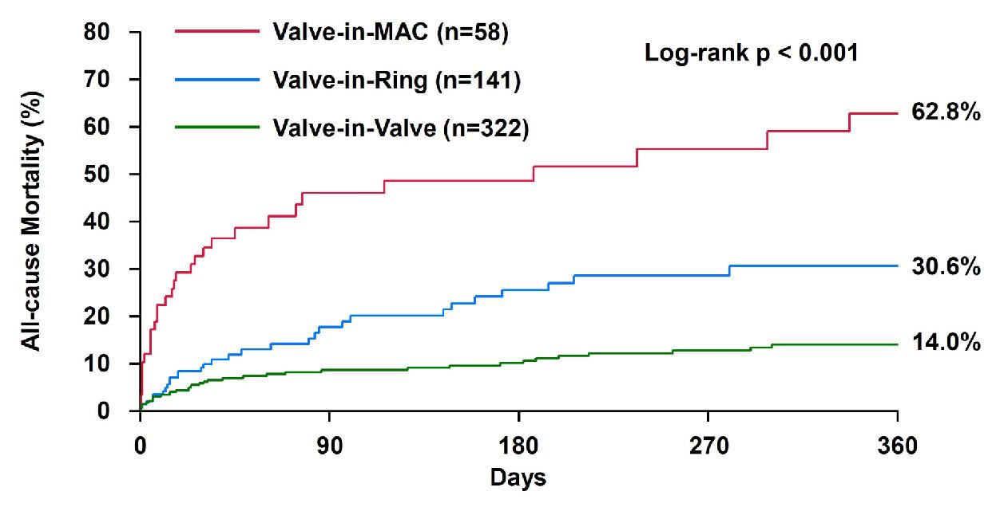 80
70
60
50
40
30
20
10
0
All-cause Mortality (%)
Valve-in-MAC (n=58)
Valve-in-Ring (n=141)
Valve-in-Valve (n=322)
Log-rank p < 0.001
62.8%
30.6%
14.0%
0 90 180 270 360
Days